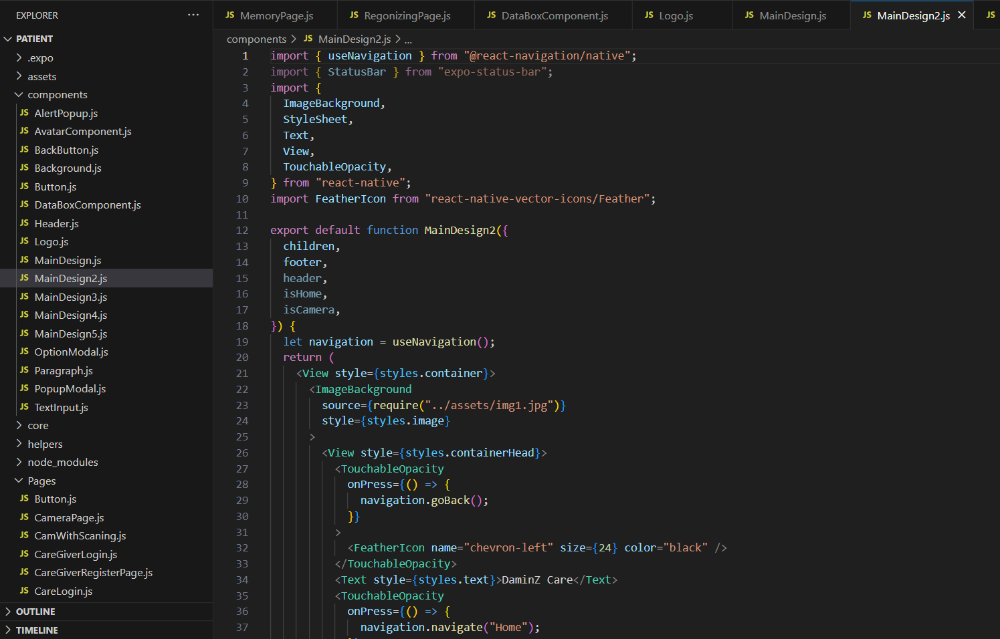 EXPLORER ...
PATIENT
.expo
assets
components
JS AlertPopup.js
JS AvatarComponent.js
JS BackButton.js
JS Background.js
JS Button.js
JS DataBoxComponent.js
JS Header.js
JS Logo.js
JS MainDesign.js
JS MainDesign2.js
JS MainDesign3.js
JS MainDesign4.js
JS MainDesign5.js
JS OptionModal.js
JS Paragraph.js
JS PopupModal.js
JS TextInput.js
core
helpers
node_modules
Pages
JS Button.js
JS CameraPage.js
JS CamWithScaning.js
JS CareGiverLogin.js
JS CareGiverRegisterPage.js
JS CareLogin.js
OUTLINE
TIMELINE
JS MemoryPage.js JS RegonizingPage.js JS DataBoxComponent.js JS Logo.js JS MainDesign.js JS MainDesign2.js JS
components > JS MainDesign2.js > ...
1 import { useNavigation } from "@react-navigation/native";
2 import { StatusBar } from "expo-status-bar";
3 import {
4 ImageBackground,
5 StyleSheet,
6 Text,
7 View,
8 TouchableOpacity,
9 } from "react-native";
10 import FeatherIcon from "react-native-vector-icons/Feather";
11
12 export default function MainDesign2({
13 children,
14 footer,
15 header,
16 isHome,
17 isCamera,
18 }) {
19 let navigation = useNavigation();
20 return (
21 <View style={styles.container}>
22 <ImageBackground
23 source={require("../assets/img1.jpg")}
24 style={styles.image}
25 >
26 <View style={styles.containerHead}>
27 <TouchableOpacity
28 onPress={() => {
29 navigation.goBack();
30 }}
31 >
32 <FeatherIcon name="chevron-left" size={24} color="black" />
33 </TouchableOpacity>
34 <Text style={styles.text}>DaminZ Care</Text>
35 <TouchableOpacity
36 onPress={() => {
37 navigation.navigate("Home");